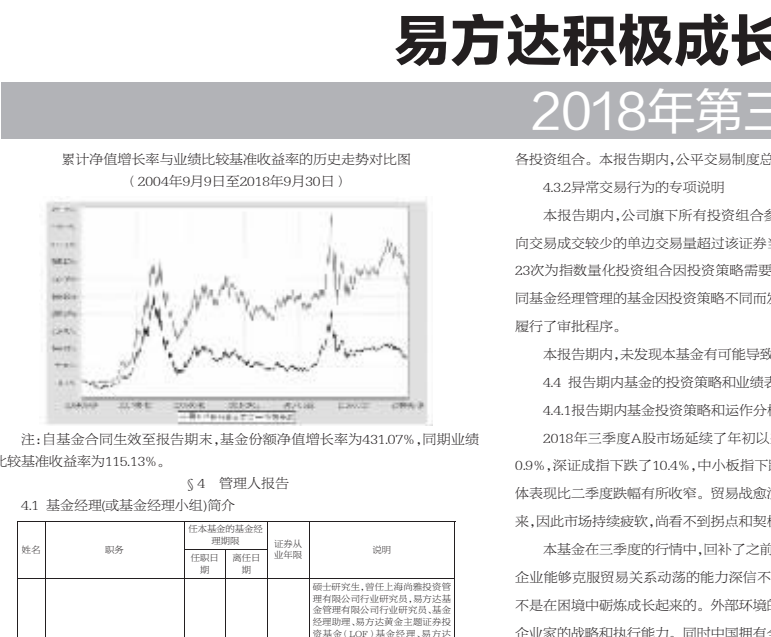 易方达积极成长
2018年第三
累计净值增长率与业绩比较基准收益率的历史走势对比图
（2004年9月9日至2018年9月30日）
注:自基金合同生效至报告期末,基金份额净值增长率为431.07%,同期业绩
比较基准收益率为115.13%。
§4 管理人报告
4.1 基金经理(或基金经理小组)简介
姓名 职务 任本基金的基金经理期限 证券从业年限 说明
任职日期 离任日期
硕士研究生,曾任上海尚雅投资管
理有限公司行业研究员,易方达基
金管理有限公司行业研究员、基金
经理助理、易方达黄金主题证券投
资基金（LOF）基金经理、易方达
各投资组合。本报告期内,公平交易制度总
4.3.2异常交易行为的专项说明
本报告期内,公司旗下所有投资组合参
向交易成交较少的单边交易量超过该证券当
23次为指数量化投资组合因投资策略需要
同基金经理管理的基金因投资策略不同而发
履行了审批程序。
本报告期内,未发现本基金有可能导致
4.4 报告期内基金的投资策略和业绩表
4.4.1报告期内基金投资策略和运作分析
2018年三季度A股市场延续了年初以
0.9%,深证成指下跌了10.4%,中小板指下跌
体表现比二季度跌幅有所收窄。贸易战愈演
来,因此市场持续疲软,尚看不到拐点和契机
本基金在三季度的行情中,回补了之前
企业能够克服贸易关系动荡的能力深信不
不是在困境中砺炼成长起来的。外部环境的
企业家的战略和执行能力。同时中国拥有全